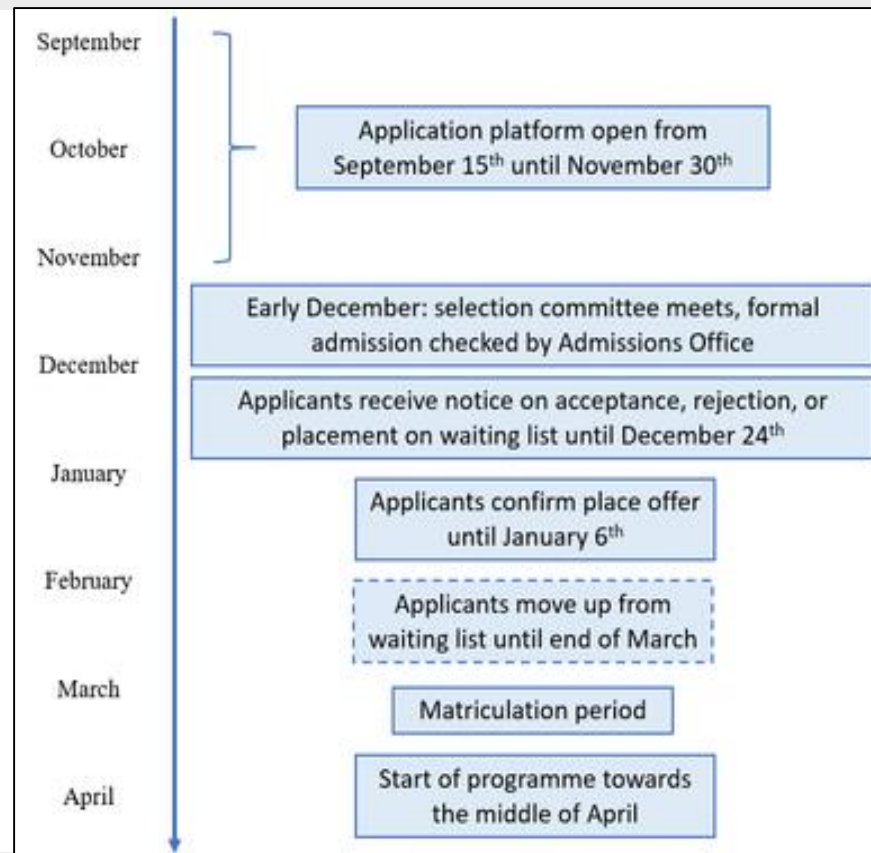 September
October
Application platform open from
September 15th until November 30th
November
Early December: selection committee meets, formal
admission checked by Admissions Office
December
Applicants receive notice on acceptance, rejection, or
placement on waiting list until December 24th
January
Applicants confirm place offer
until January 6th
February
Applicants move up from
waiting list until end of March
March
Matriculation period
April
Start of programme towards
the middle of April